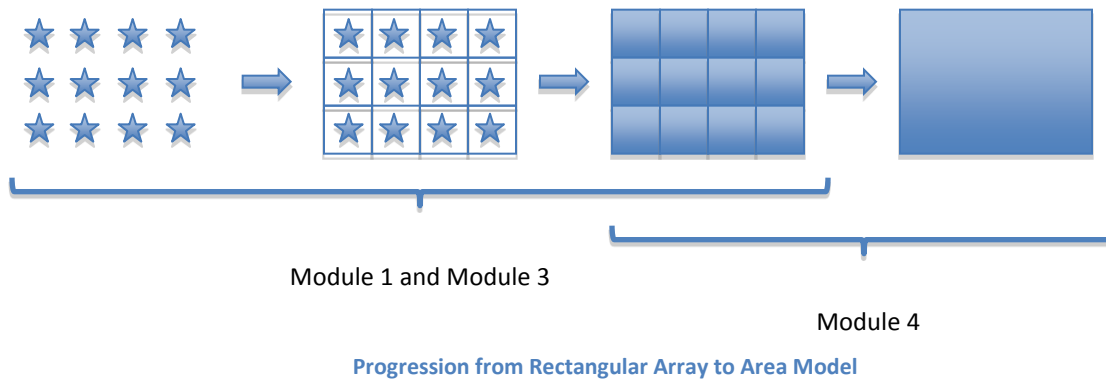 Module 1 and Module 3
Module 4
Progression from Rectangular Array to Area Model